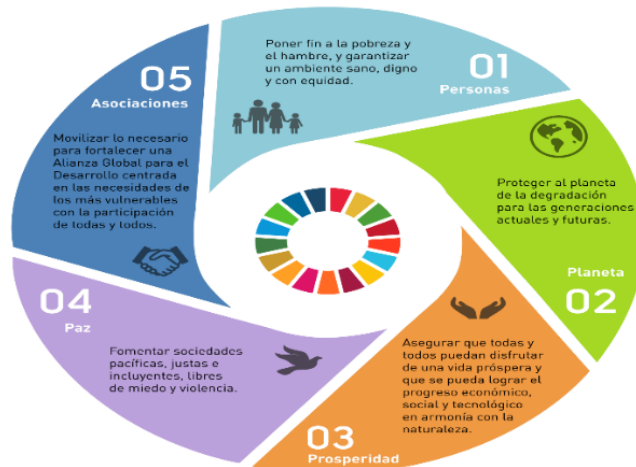 Poner fin a la pobreza y
el hambre, y garantizar
un ambiente sano, digno
y con equidad.
01
Personas
Proteger al planeta
de la degradación
para las generaciones
actuales y futuras.
Planeta
02
Asegurar que todas y
todos puedan disfrutar
de una vida próspera y
que se pueda lograr el
progreso económico,
social y tecnológico
en armonía con la
naturaleza.
03
Prosperidad
04
Paz
Fomentar sociedades
pacíficas, justas e
incluyentes, libres
de miedo y violencia.
05
Asociaciones
Movilizar lo necesario
para fortalecer una
Alianza Global para el
Desarrollo centrada
en las necesidades de
los más vulnerables
con la participación
de todas y todos.